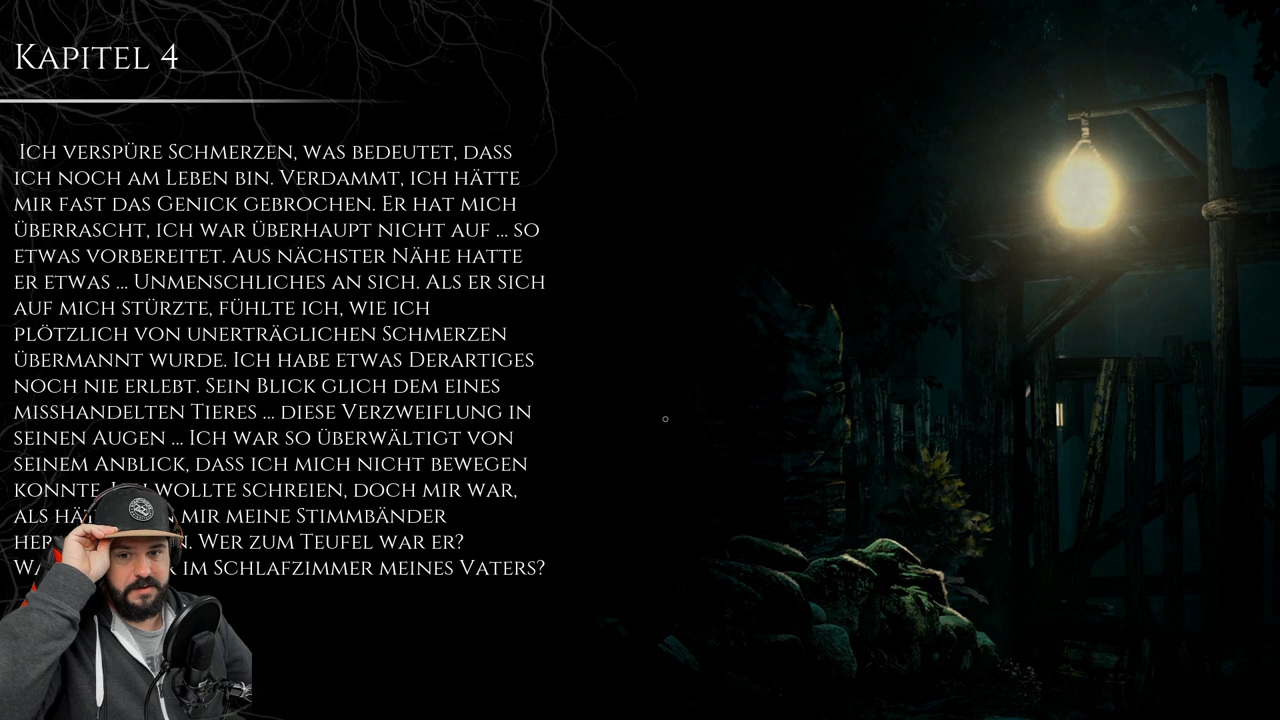 Kapitel 4
Ich verspüre Schmerzen, was bedeutet, dass
ich noch am Leben bin. Verdammt, ich hätte
mir fast das Genick gebrochen. Er hat mich
überrascht, ich war überhaupt nicht auf ... so
etwas vorbereitet. Aus nächster Nähe hatte
er etwas ... Unmenschliches an sich. Als er sich
auf mich stürzte, fühlte ich, wie ich
plötzlich von unerträglichen Schmerzen
übermannt wurde. Ich habe etwas Derartiges
noch nie erlebt. Sein Blick glich dem eines
misshandelten Tieres ... diese Verzweiflung in
seinen Augen ... Ich war so überwältigt von
seinem Anblick, dass ich mich nicht bewegen
konnte. wollte schreien, doch mir war,
als mir meine Stimmbänder
Wer zum Teufel war er?
im Schlafzimmer meines Vaters?